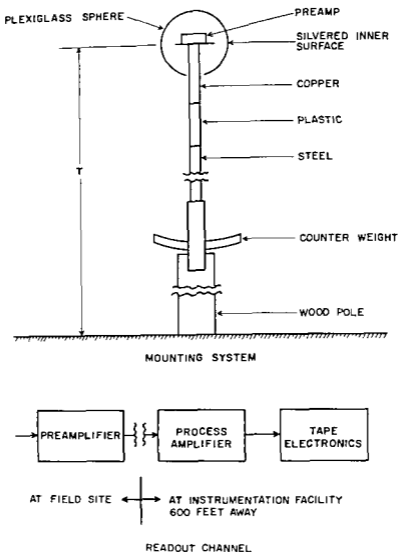 PLEXIGLASS SPHERE
PREAMP
SILVERED INNER
SURFACE
COPPER
PLASTIC
T
STEEL
COUNTER WEIGHT
WOOD POLE
MOUNTING SYSTEM
PREAMPLIFIER
PROCESS
AMPLIFIER
TAPE
ELECTRONICS
AT FIELD SITE
AT INSTRUMENTATION FACILITY
600 FEET AWAY
READOUT CHANNEL